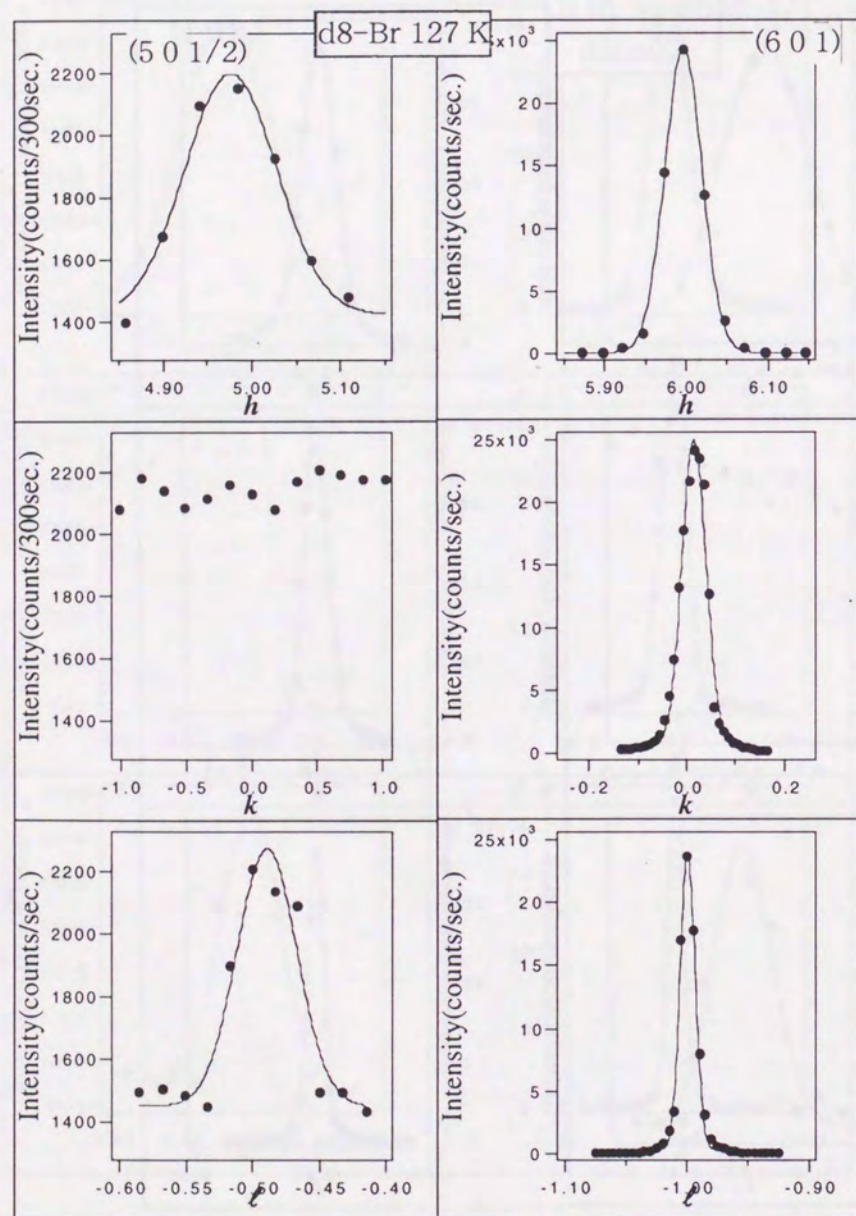 d8-Br 127 K
(5 0 1/2)
Intensity(counts/300sec.)
2200
2000
1800
1600
1400
4.90 5.00 5.10
h
(6 0 1̅)
x10³
Intensity(counts/sec.)
20
15
10
5
0
5.90 6.00 6.10
h
Intensity(counts/300sec.)
2200
2000
1800
1600
1400
-1.0 -0.5 0.0 0.5 1.0
k
25x10³
Intensity(counts/sec.)
20
15
10
5
0
-0.2 0.0 0.2
k
Intensity(counts/sec.)
2200
2000
1800
1600
1400
-0.60 -0.55 -0.50 -0.45 -0.40
ℓ
25x10³
Intensity(counts/sec.)
20
15
10
5
0
-1.10 -1.00 -0.90
ℓ